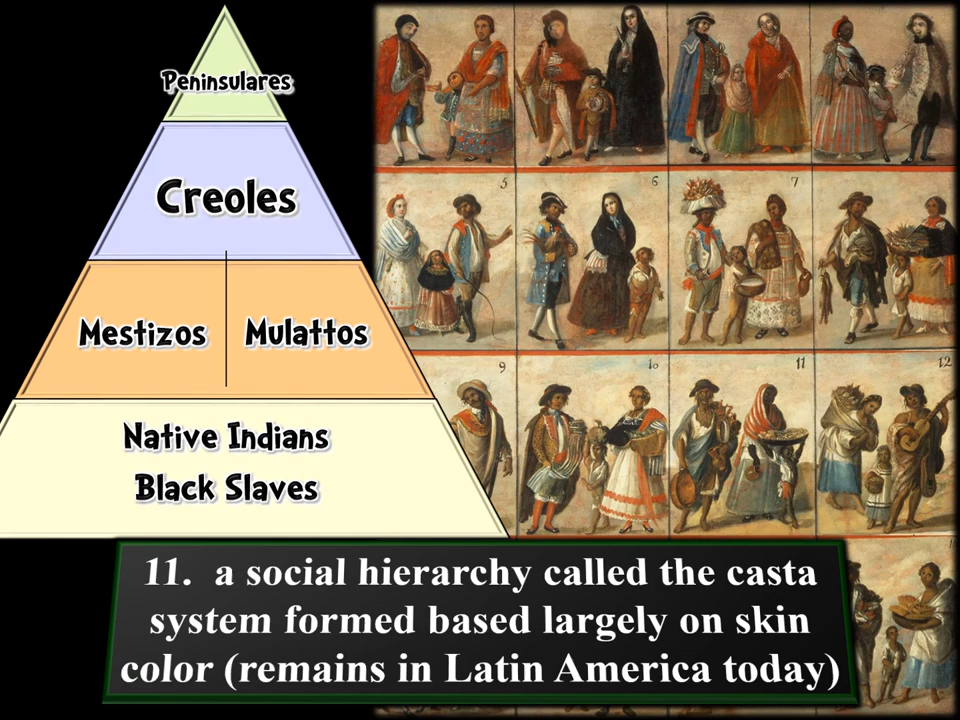 Peninsulares
Creoles
Mestizos
Mulattos
Native Indians
Black Slaves
5
6
7
9
10
11
12
11. a social hierarchy called the casta
system formed based largely on skin
color (remains in Latin America today)